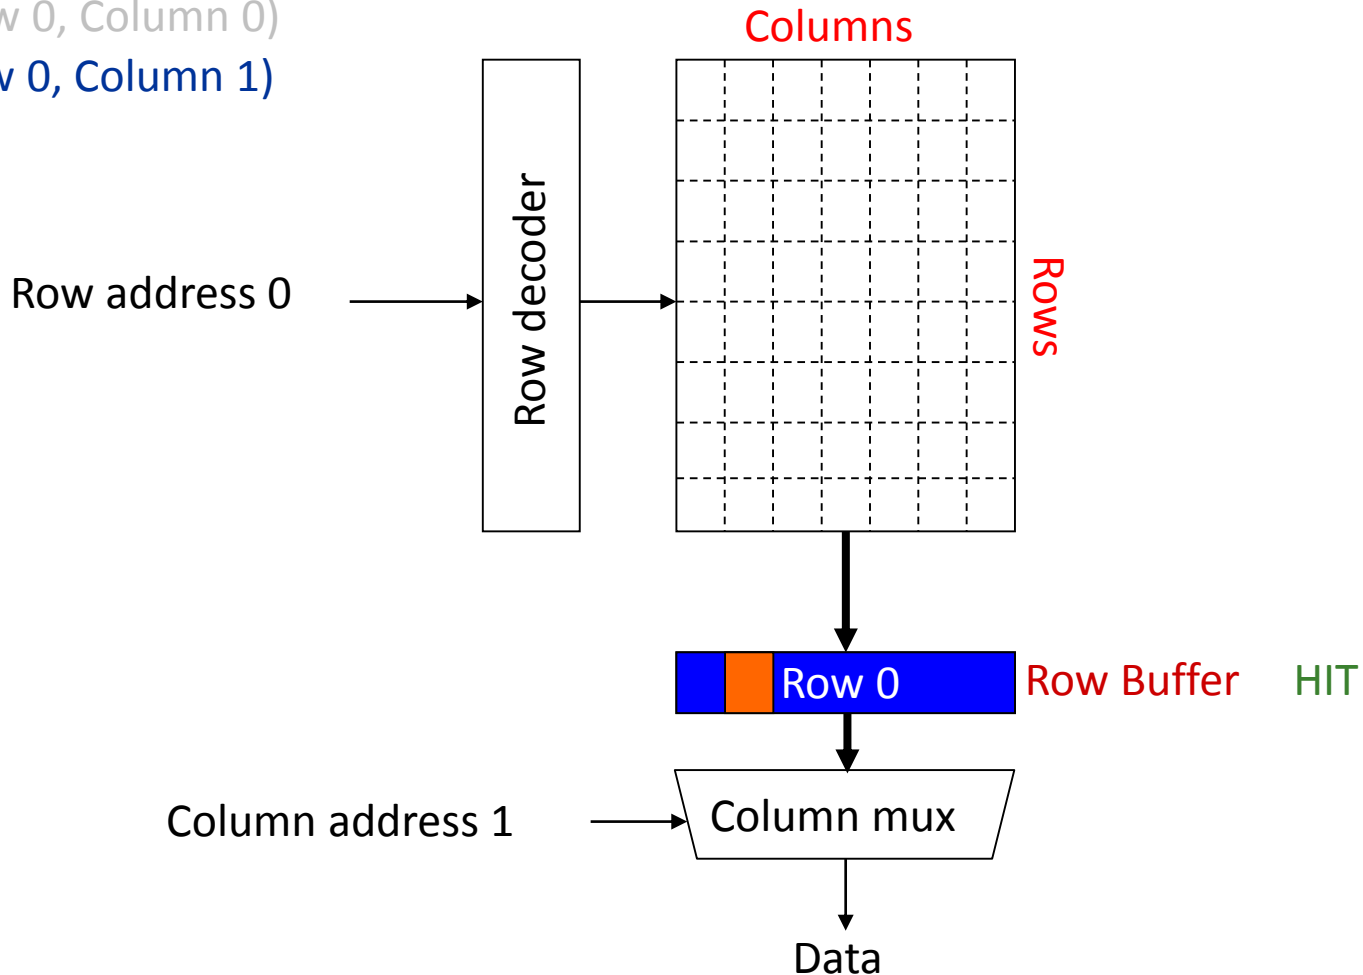 w 0, Column 0)
Columns
w 0, Column 1)
Row decoder
Row address 0
Rows
Row 0
Row Buffer
HIT
Column address 1
Column mux
Data